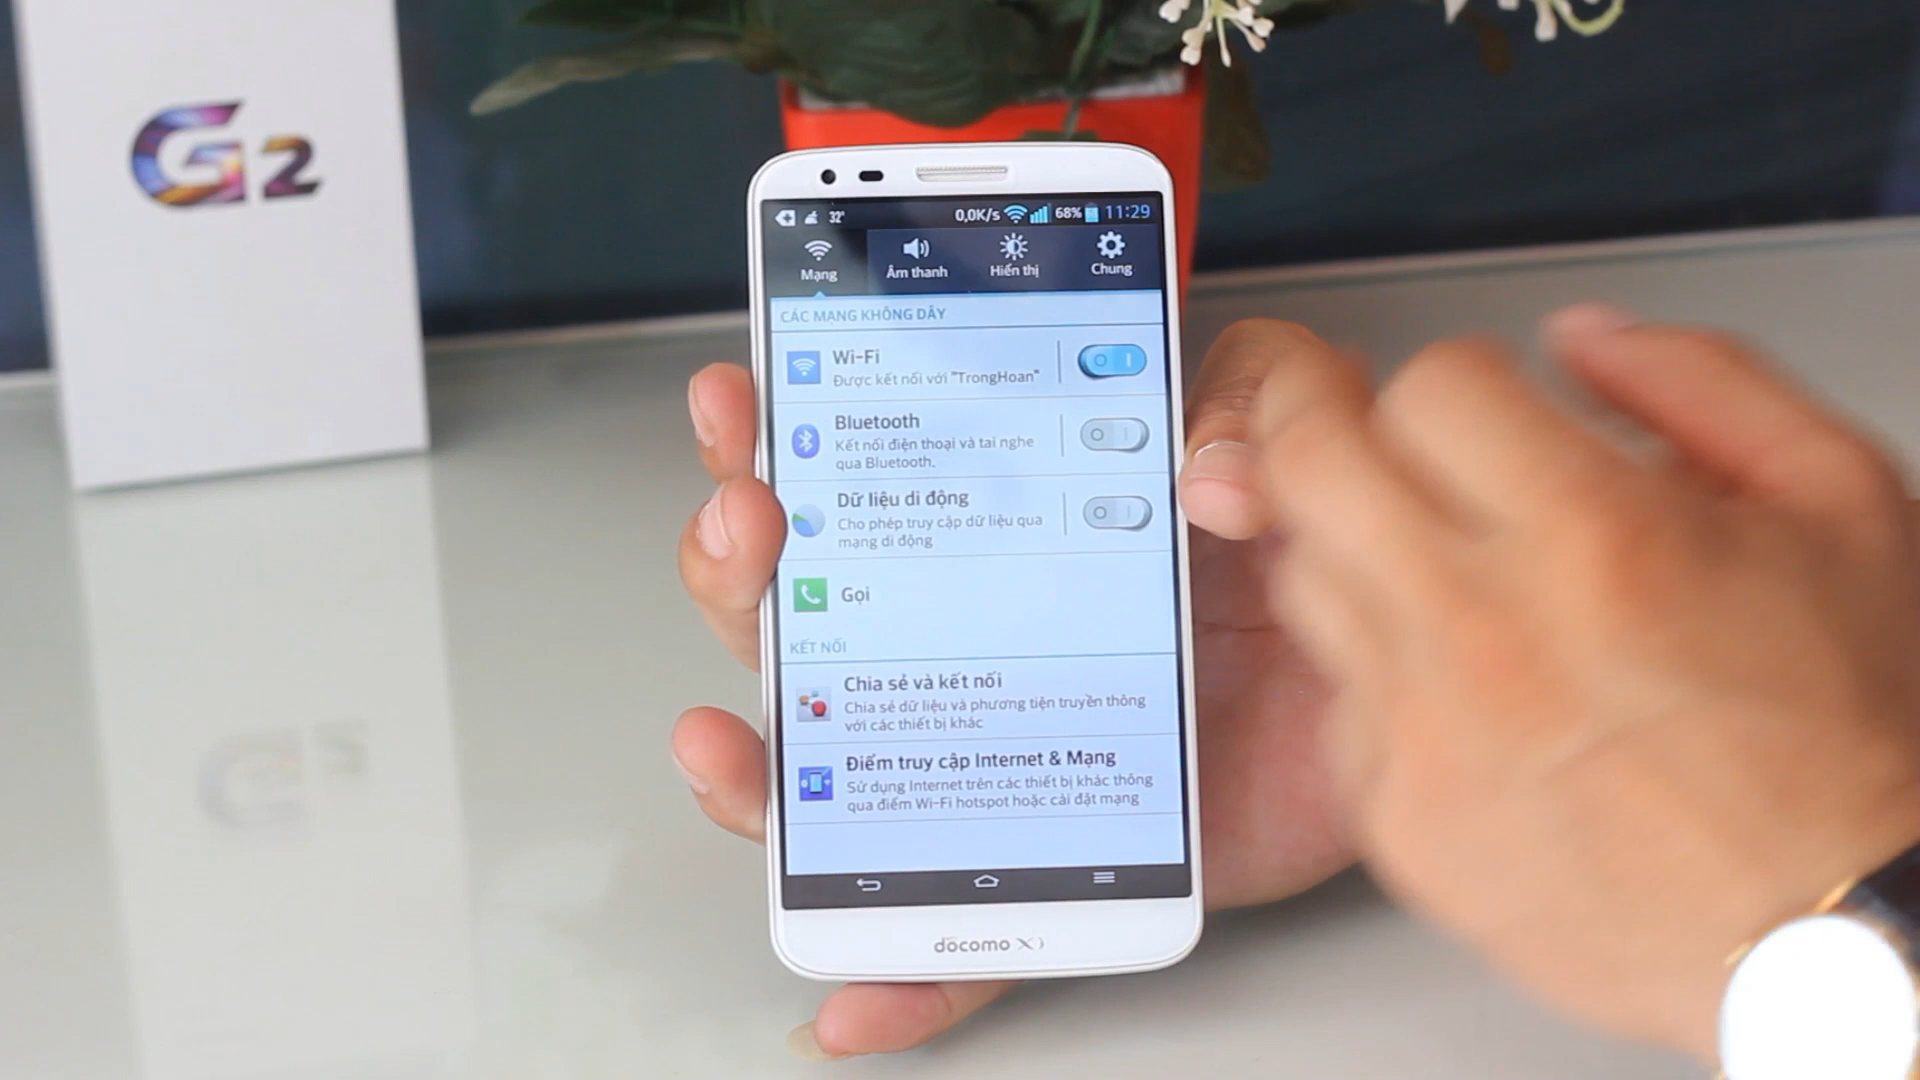 G2
32°
0,0K/s
68%
11:29
Mạng
Âm thanh
Hiển thị
Chung
CÁC MẠNG KHÔNG DÂY
Wi-Fi
Được kết nối với "TrongHoan"
Bluetooth
Kết nối điện thoại và tai nghe
qua Bluetooth.
Dữ liệu di động
Cho phép truy cập dữ liệu qua
mạng di động
Gọi
KẾT NỐI
Chia sẻ và kết nối
Chia sẻ dữ liệu và phương tiện truyền thông
với các thiết bị khác
Điểm truy cập Internet & Mạng
Sử dụng Internet trên các thiết bị khác thông
qua điểm Wi-Fi hotspot hoặc cài đặt mạng
döcomo Xi